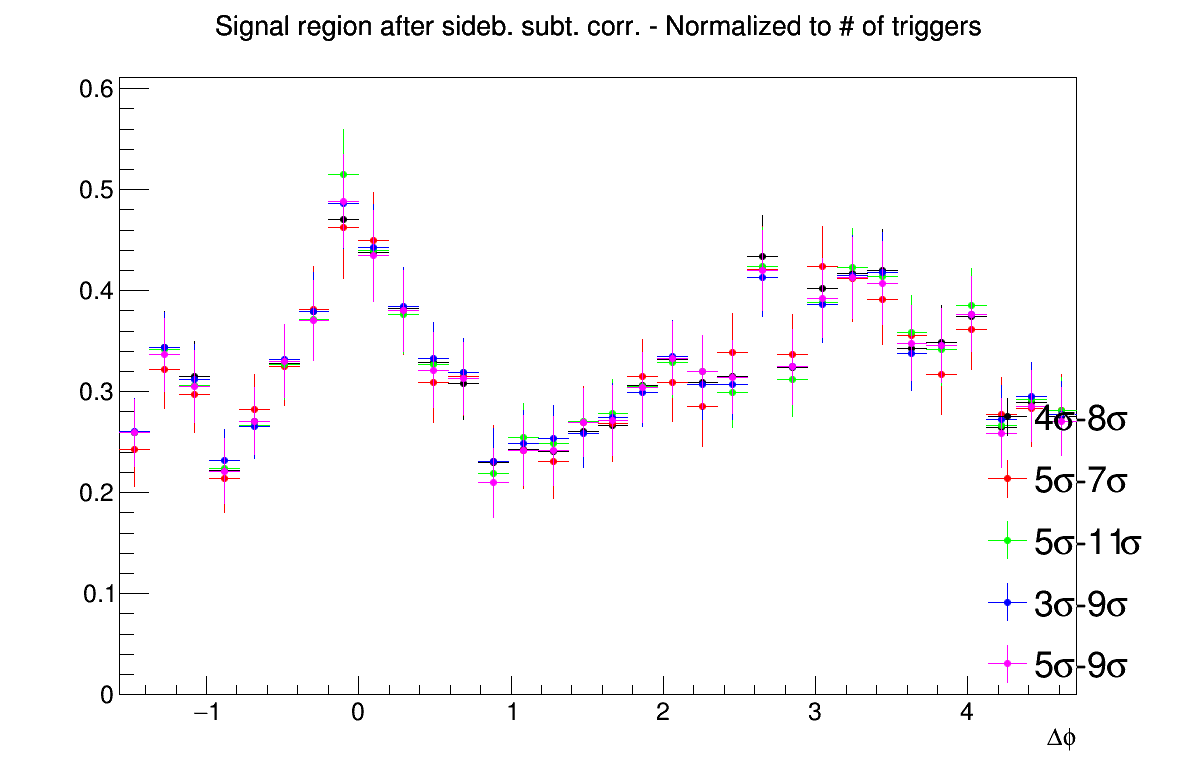 Signal region after sideb. subt. corr. - Normalized to # of triggers
0.6
0.5
0.4
0.3
0.2
0.1
0
−1
0
1
2
3
4
Δϕ
4σ-8σ
5σ-7σ
5σ-11σ
3σ-9σ
5σ-9σ